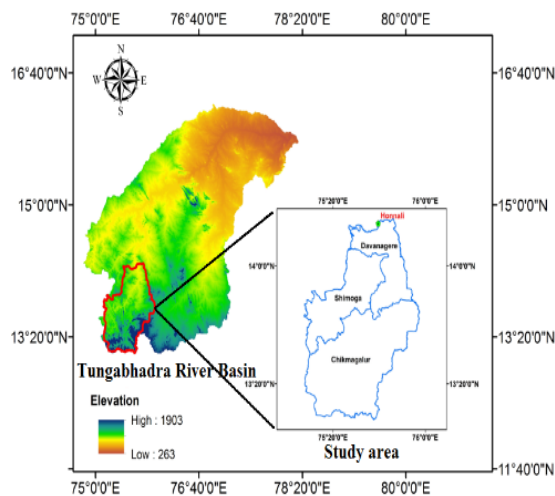 75°0'0"E 76°40'0"E 78°20'0"E 80°00'0"E
16°40'0"N 16°40'0"N
N
W E
S
15°0'0"N 15°0'0"N
75°20'0"E 76°0'0"E
Honnali
Davanagere
14°0'0"N 14°0'0"N
Shimoga
13°20'0"N 13°20'0"N
Chikmagalur
13°20'0"N 13°20'0"N
Tungabhadra River Basin
Elevation
High : 1903
Low : 263
75°20'0"E 76°0'0"E
Study area
11°40'0"N
75°0'0"E 76°40'0"E 78°20'0"E 80°00'0"E